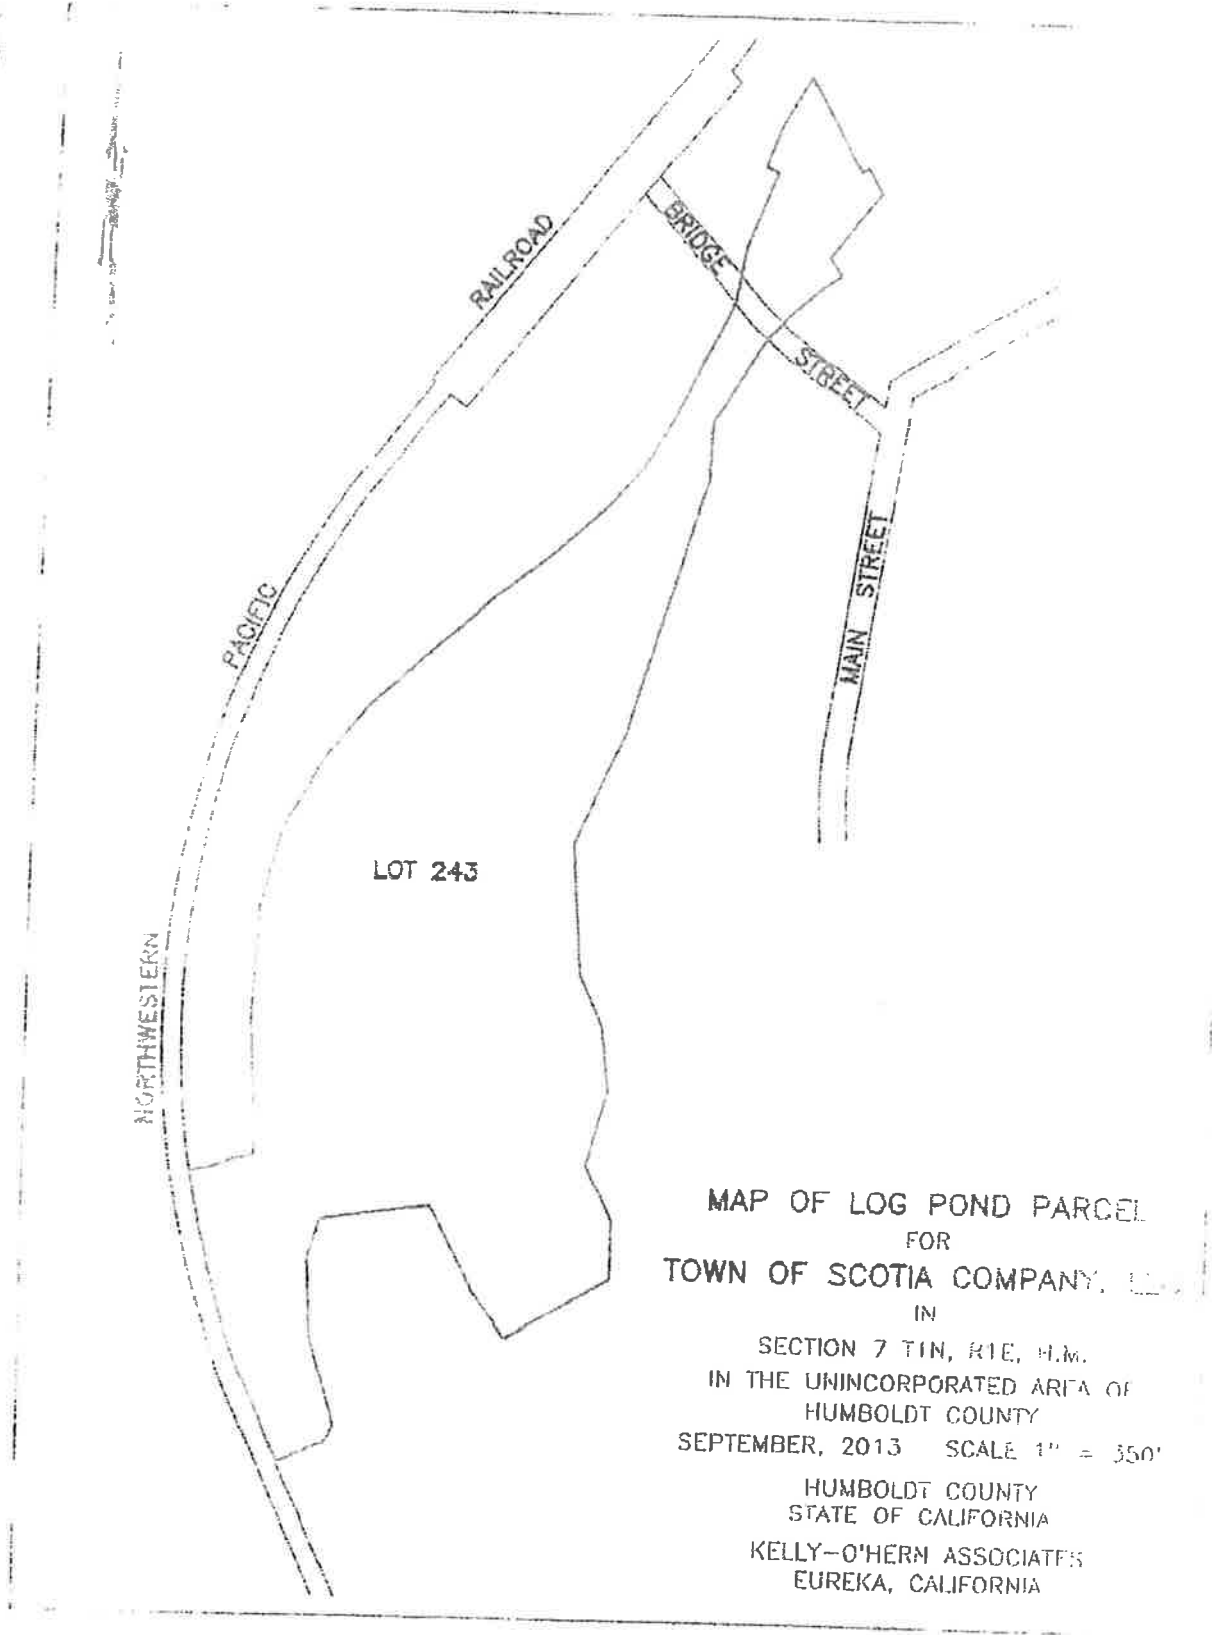 RAILROAD
BRIDGE
STREET
PACIFIC
MAIN STREET
LOT 243
NORTHWESTERN
MAP OF LOG POND PARCEL
FOR
TOWN OF SCOTIA COMPANY,
IN
SECTION 7 T1N, R1E, H.M.
IN THE UNINCORPORATED AREA OF
HUMBOLDT COUNTY
SEPTEMBER, 2013 SCALE 1" = 350'
HUMBOLDT COUNTY
STATE OF CALIFORNIA
KELLY-O'HERN ASSOCIATES
EUREKA, CALIFORNIA